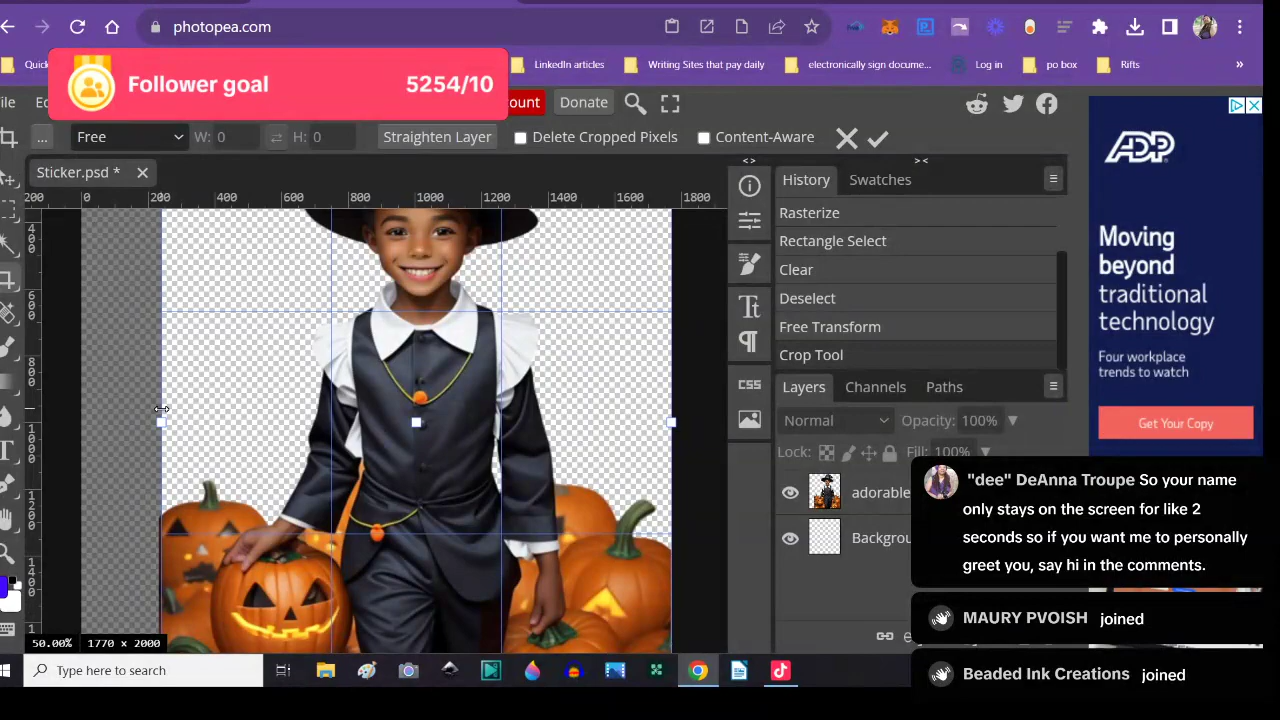 photopea.com
Quick
LinkedIn articles
Writing Sites that pay daily
electronically sign docume...
Log in
po box
Rifts
»
Follower goal 5254/10
ount
Donate
...
Free
W: 0
H: 0
Straighten Layer
Delete Cropped Pixels
Content-Aware
Sticker.psd *
<> ><
200 0 200 400 600 800 1000 1200 1400 1600 1800
History
Swatches
Rasterize
Rectangle Select
Clear
Deselect
Free Transform
Crop Tool
CSS
Layers
Channels
Paths
Normal
Opacity: 100%
Lock:
Fill: 100%
adorable
Backgrou
50.00%
1770 x 2000
ADP
Moving
beyond
traditional
technology
Four workplace
trends to watch
Get Your Copy
"dee" DeAnna Troupe So your name
only stays on the screen for like 2
seconds so if you want me to personally
greet you, say hi in the comments.
MAURY PVOISH joined
Beaded Ink Creations joined
Type here to search